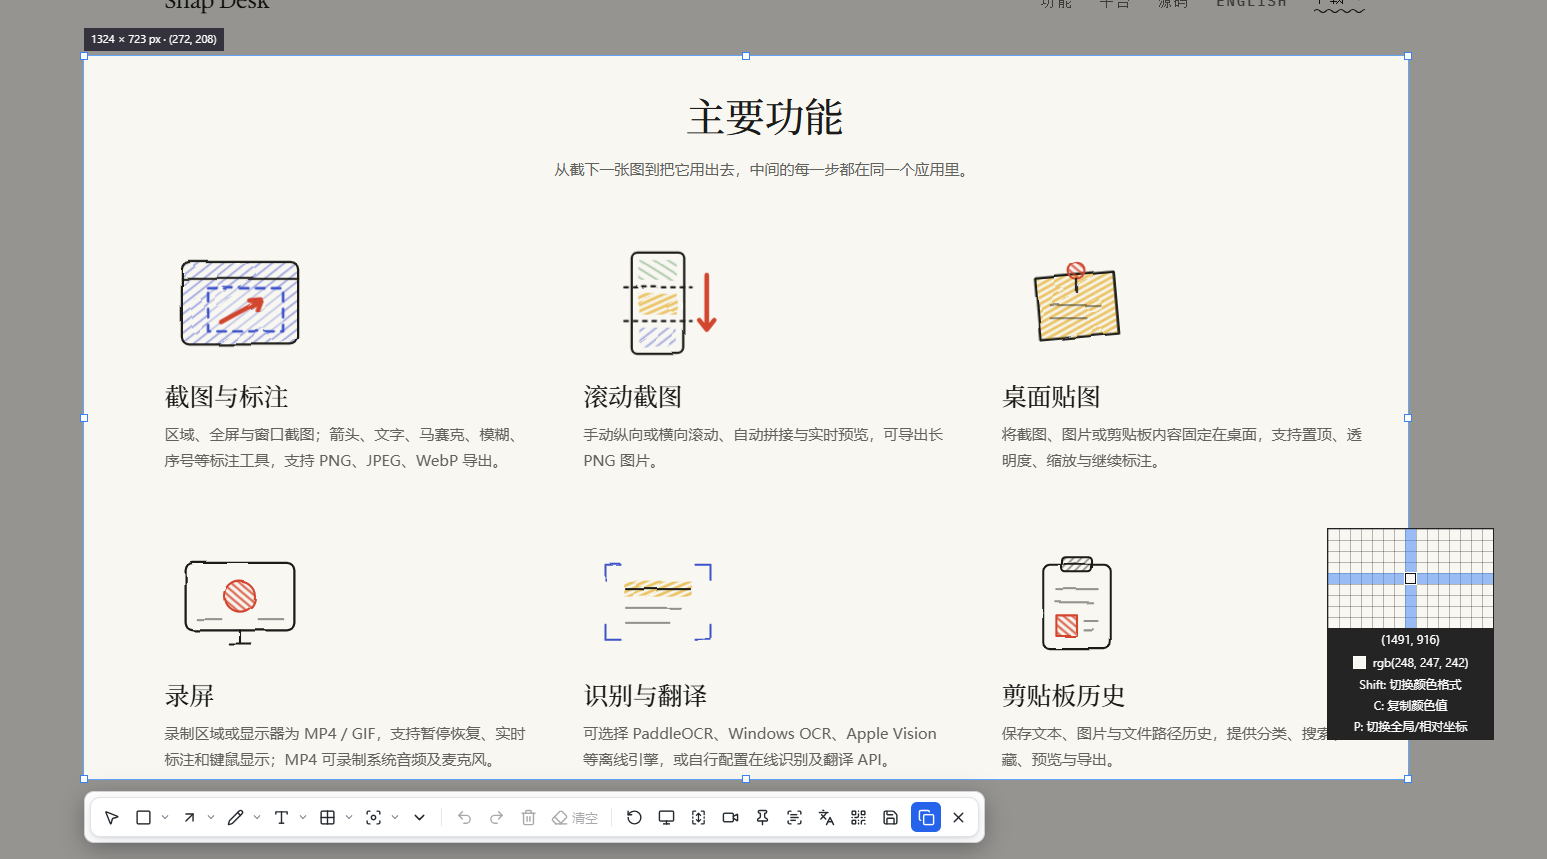 Snap Desk
功能 平台 源码 ENGLISH 下载
1324 × 723 px · (272, 208)
主要功能
从截下一张图到把它用出去，中间的每一步都在同一个应用里。
截图与标注
区域、全屏与窗口截图；箭头、文字、马赛克、模糊、
序号等标注工具，支持 PNG、JPEG、WebP 导出。
滚动截图
手动纵向或横向滚动、自动拼接与实时预览，可导出长
PNG 图片。
桌面贴图
将截图、图片或剪贴板内容固定在桌面，支持置顶、透
明度、缩放与继续标注。
录屏
录制区域或显示器为 MP4 / GIF，支持暂停恢复、实时
标注和键鼠显示；MP4 可录制系统音频及麦克风。
识别与翻译
可选择 PaddleOCR、Windows OCR、Apple Vision
等离线引擎，或自行配置在线识别及翻译 API。
剪贴板历史
保存文本、图片与文件路径历史，提供分类、搜索
藏、预览与导出。
(1491, 916)
rgb(248, 247, 242)
Shift: 切换颜色格式
C: 复制颜色值
P: 切换全局/相对坐标
清空